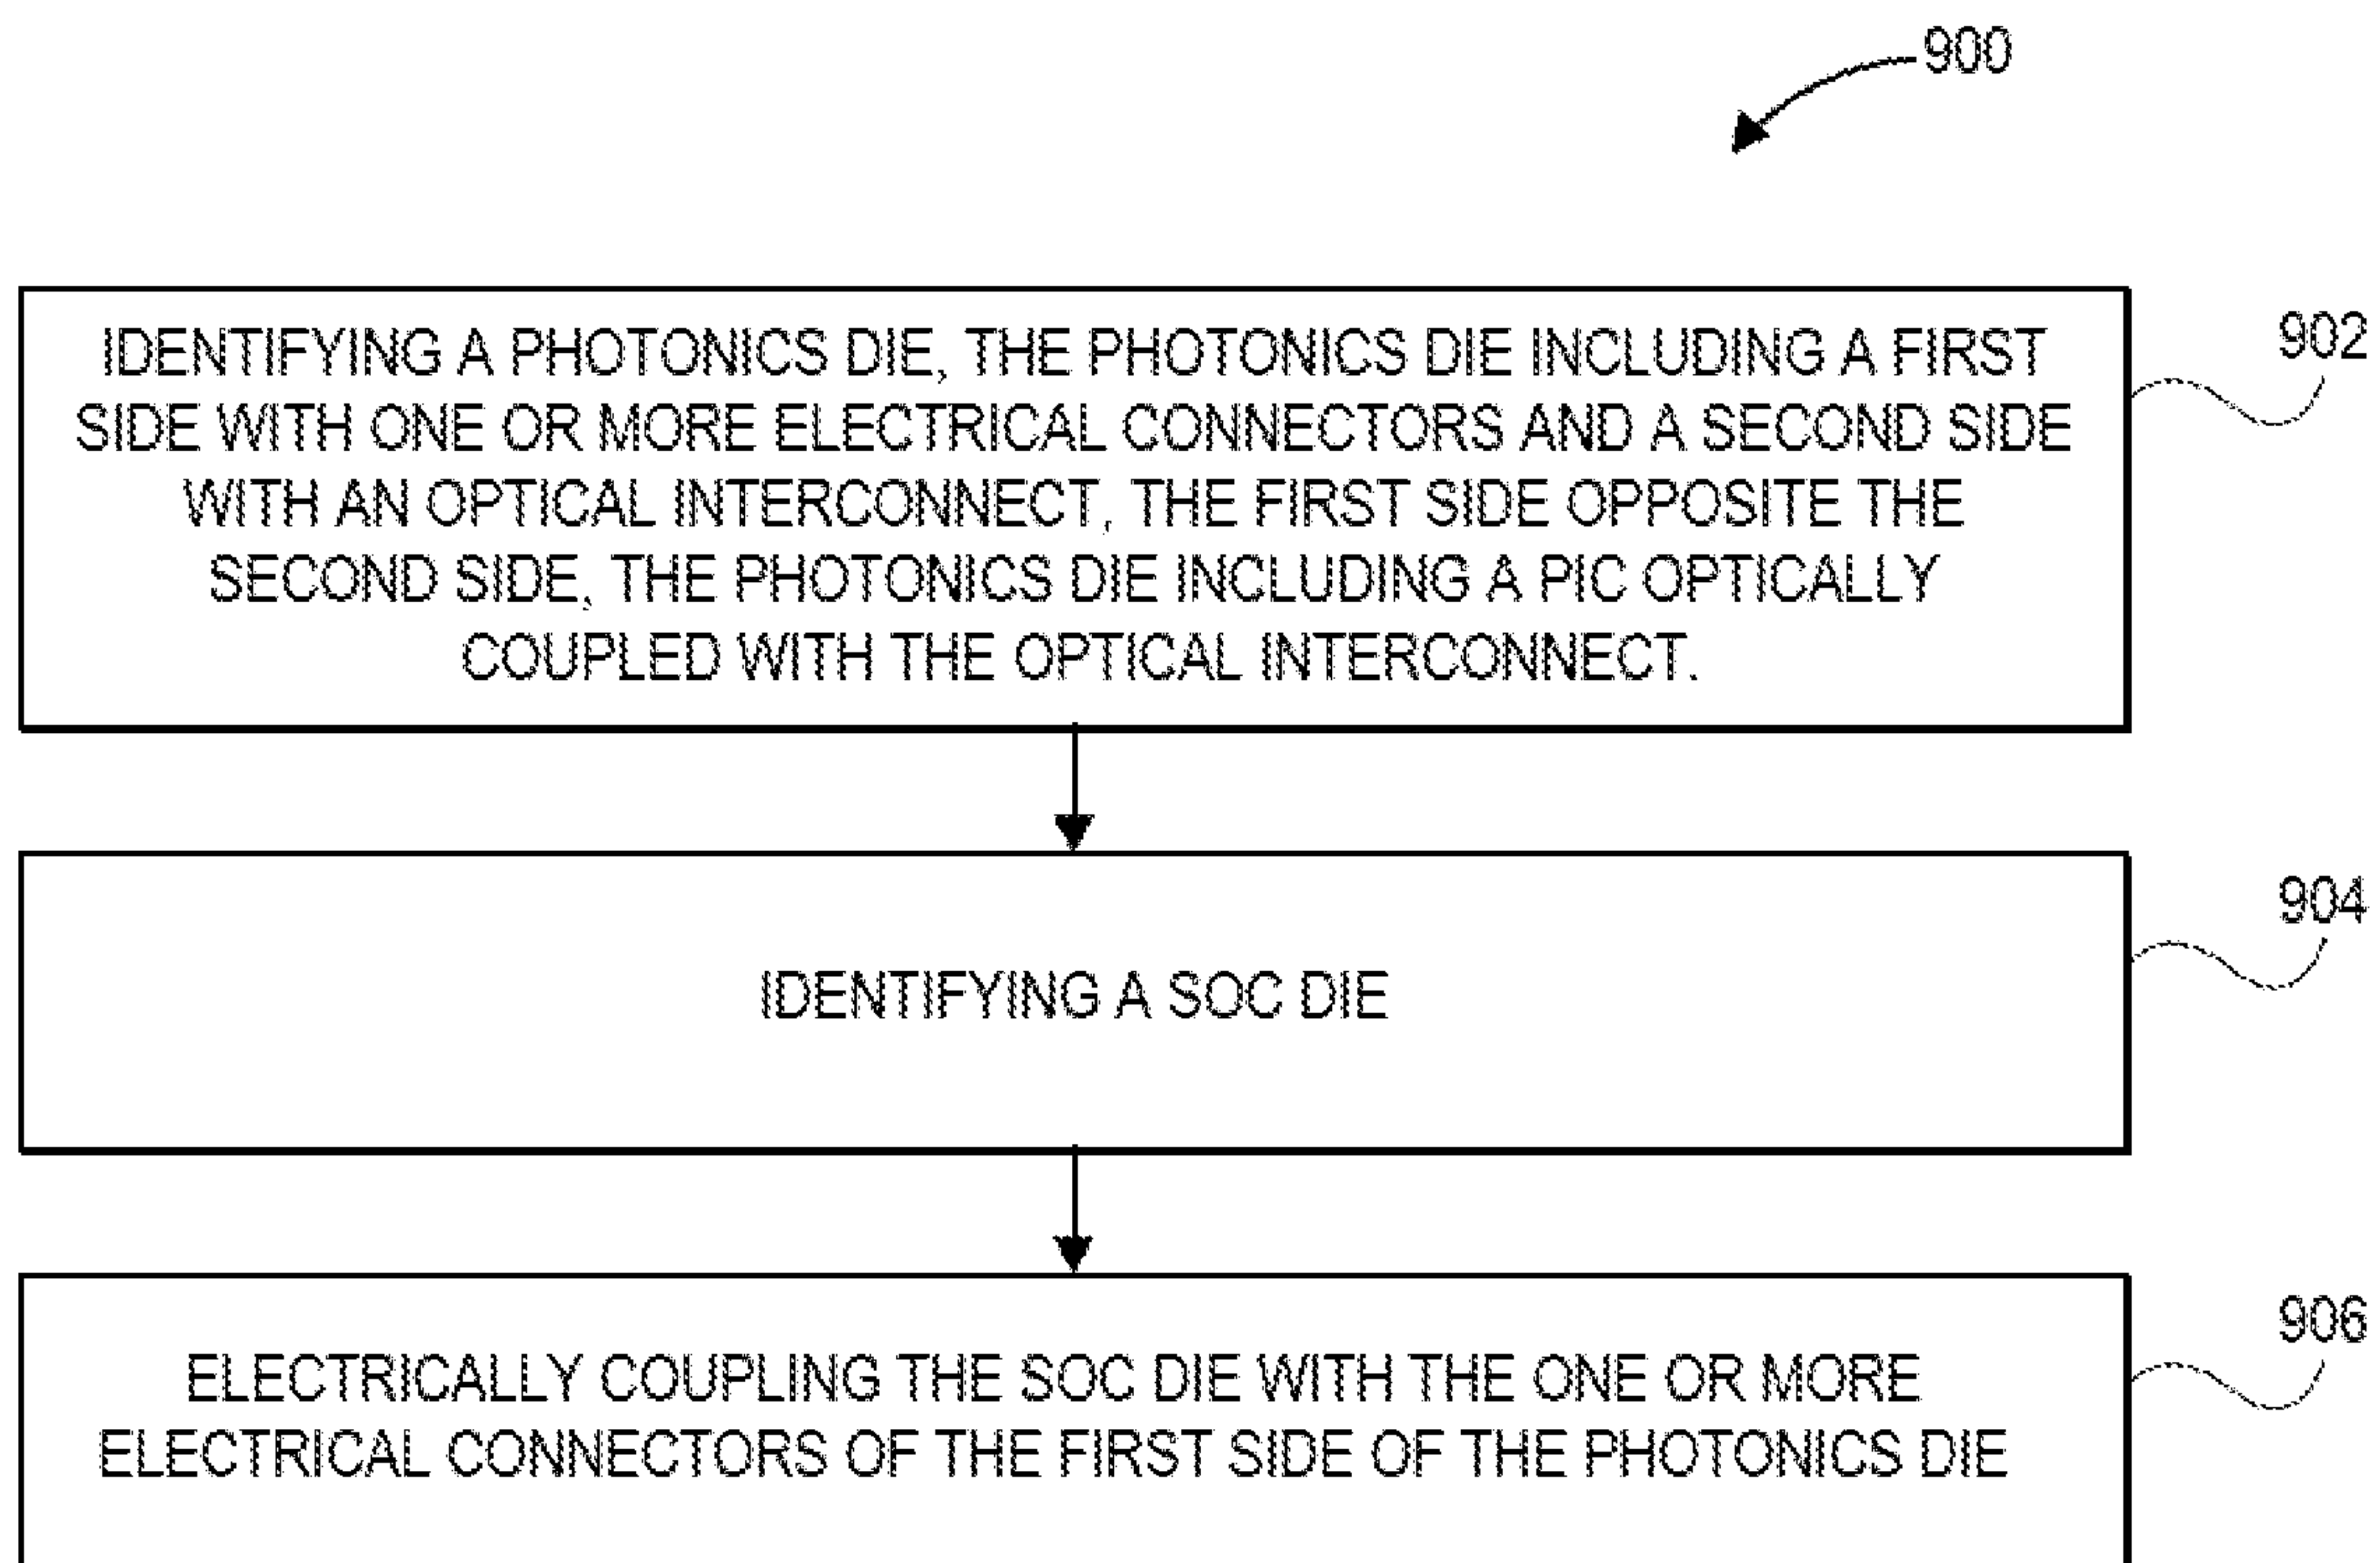 900
IDENTIFYING A PHOTONICS DIE, THE PHOTONICS DIE INCLUDING A FIRST
SIDE WITH ONE OR MORE ELECTRICAL CONNECTORS AND A SECOND SIDE
WITH AN OPTICAL INTERCONNECT, THE FIRST SIDE OPPOSITE THE
SECOND SIDE, THE PHOTONICS DIE INCLUDING A PIC OPTICALLY
COUPLED WITH THE OPTICAL INTERCONNECT.
902
IDENTIFYING A SOC DIE
904
ELECTRICALLY COUPLING THE SOC DIE WITH THE ONE OR MORE
ELECTRICAL CONNECTORS OF THE FIRST SIDE OF THE PHOTONICS DIE
906